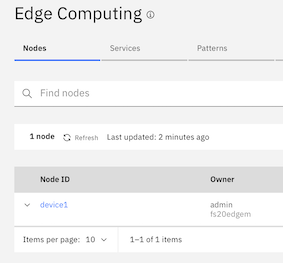 Edge Computing
Nodes Services Patterns
Find nodes
1 node Refresh Last updated: 2 minutes ago
Node ID Owner
device1 admin
fs20edgem
Items per page: 10 1–1 of 1 items